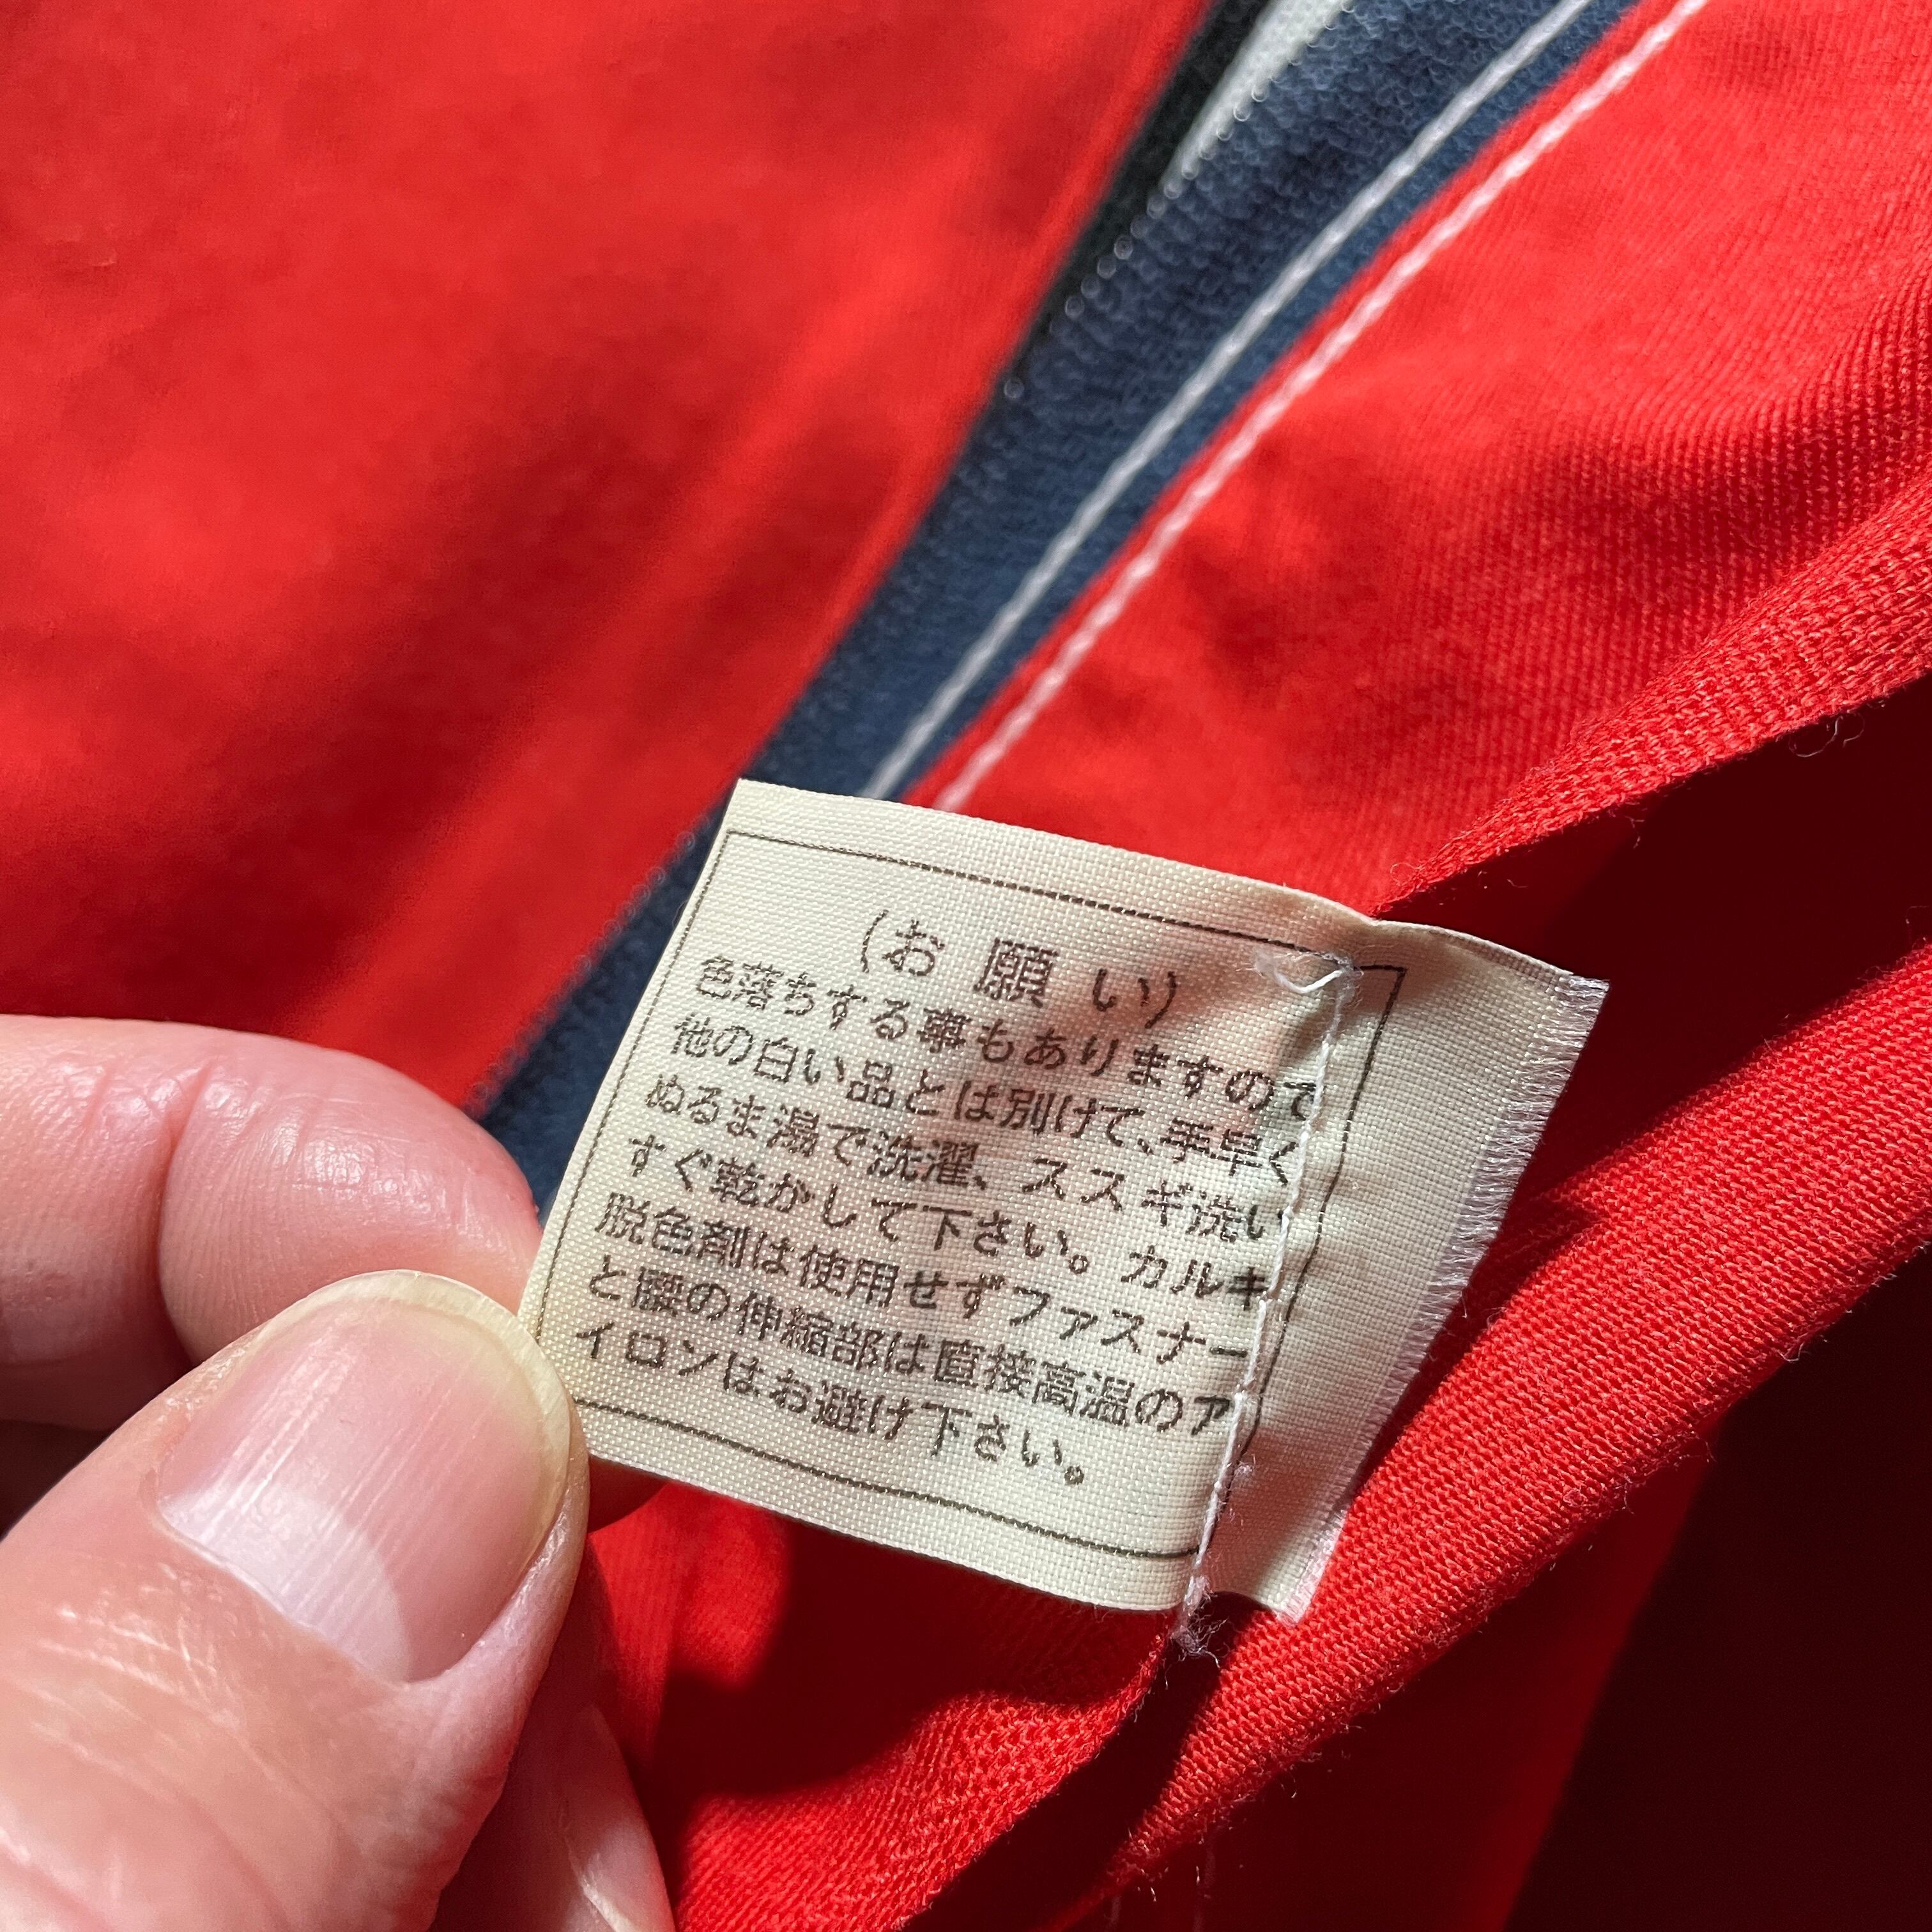 (お願い)
色落ちする事もありますので
他の白い品とは別けて、手早く
ぬるま湯で洗濯、ススギ洗い
すぐ乾かして下さい。カルキ
脱色剤は使用せずファスナー
と腰の伸縮部は直接高温のア
イロンはお避け下さい。